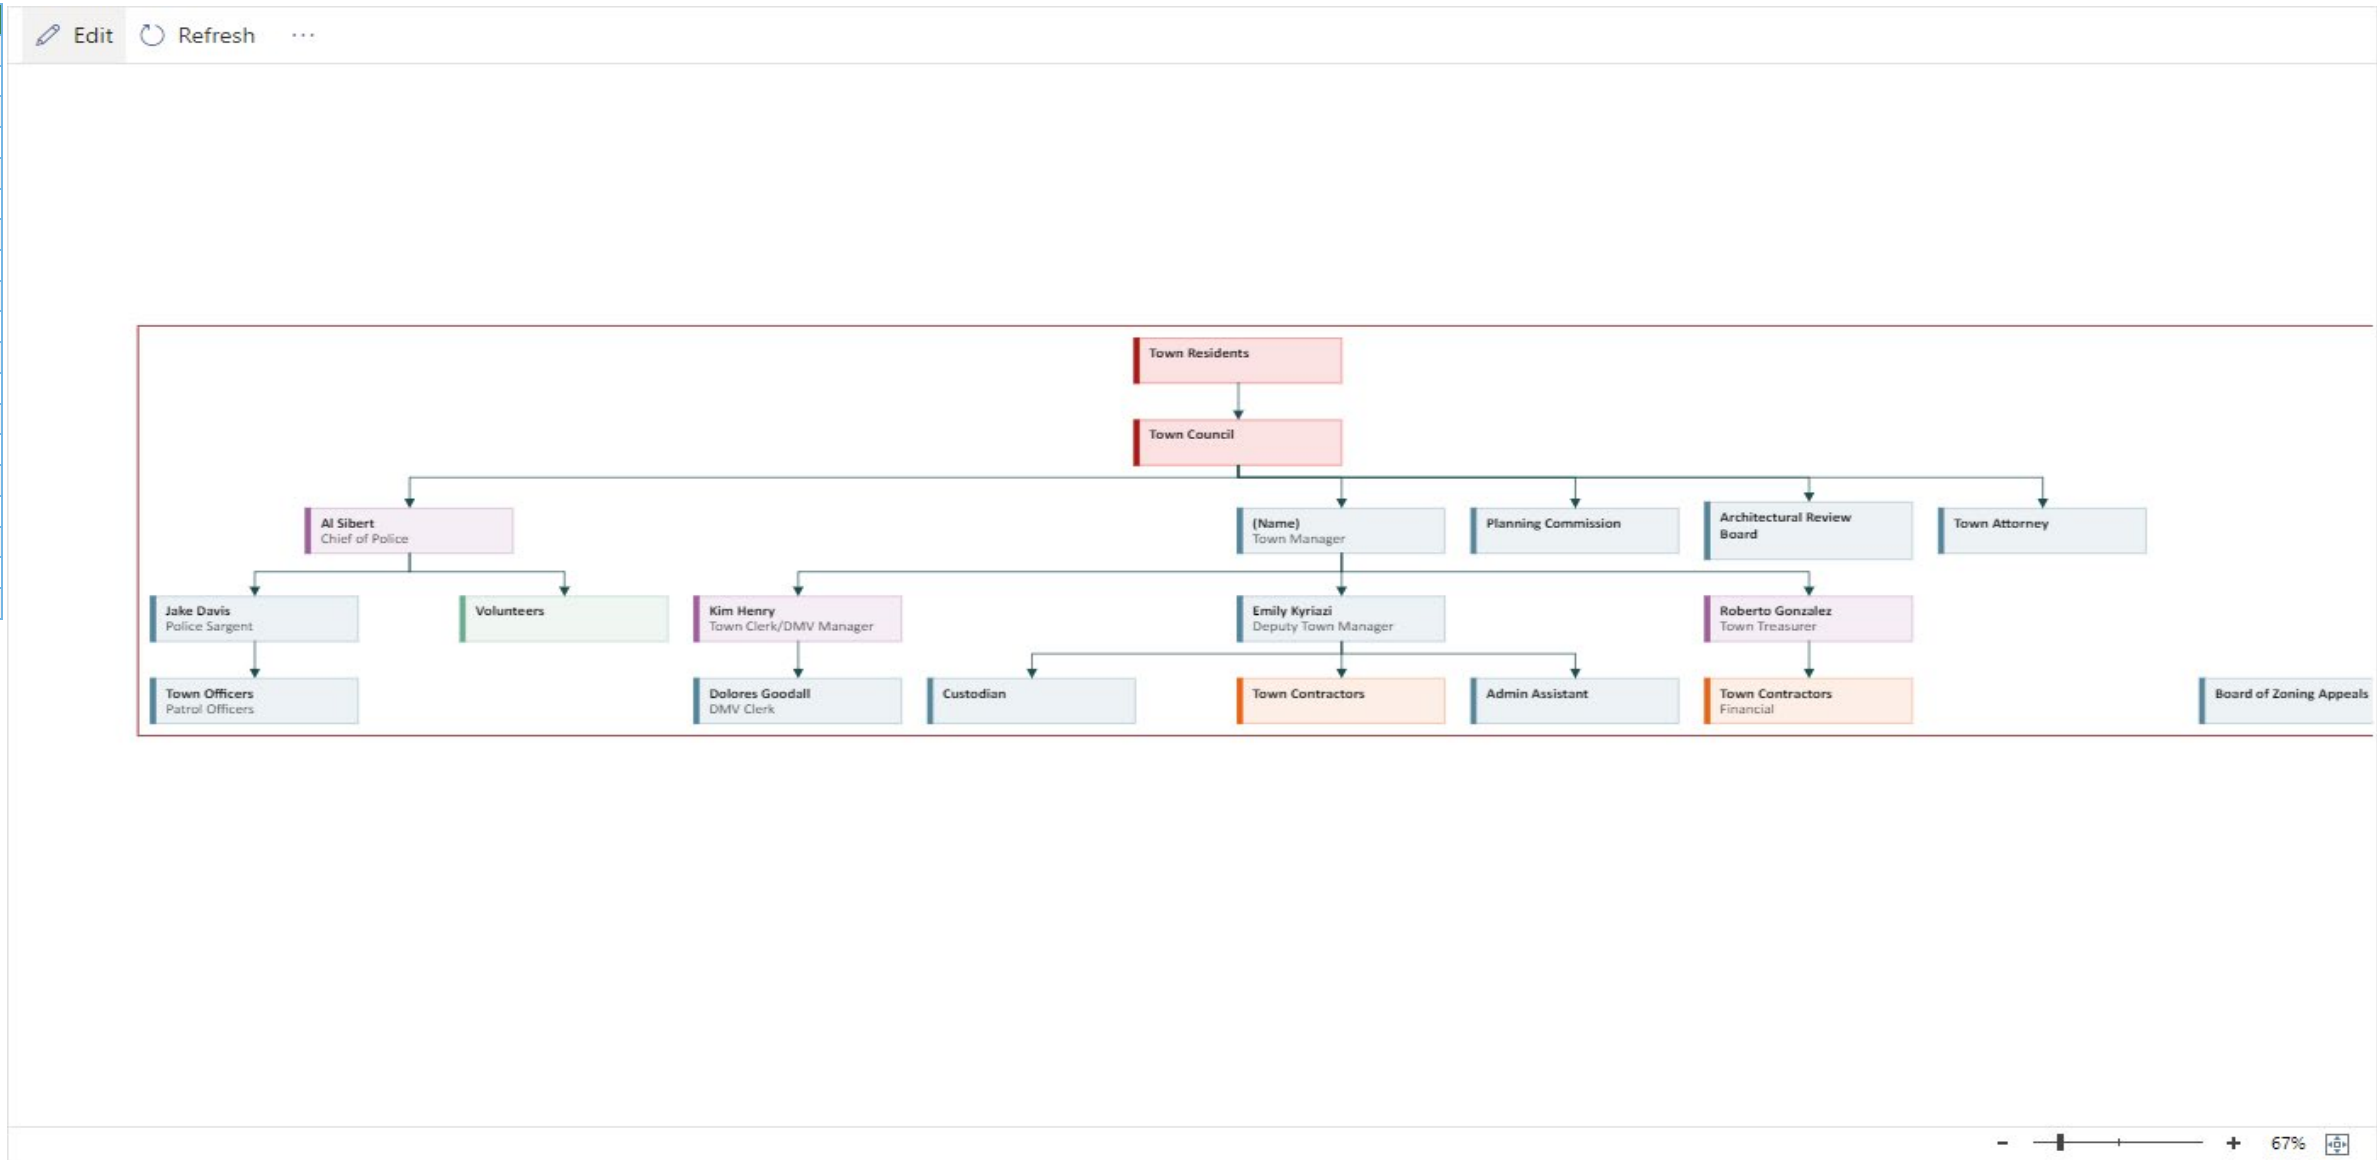 Edit
Refresh
...
Town Residents
Town Council
Al Sibert
Chief of Police
(Name)
Town Manager
Planning Commission
Architectural Review
Board
Town Attorney
Jake Davis
Police Sargent
Volunteers
Kim Henry
Town Clerk/DMV Manager
Emily Kyriazi
Deputy Town Manager
Roberto Gonzalez
Town Treasurer
Town Officers
Patrol Officers
Dolores Goodall
DMV Clerk
Custodian
Town Contractors
Admin Assistant
Town Contractors
Financial
Board of Zoning Appeals
67%